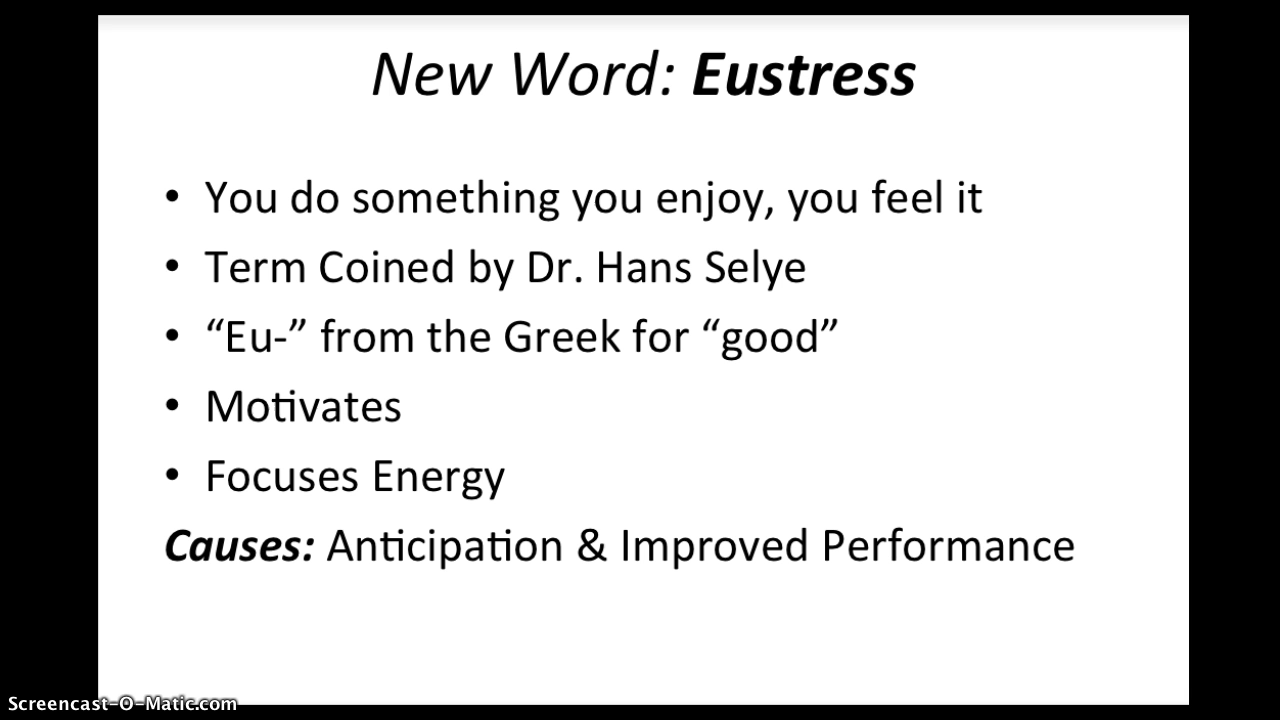 New Word: Eustress
• You do something you enjoy, you feel it
• Term Coined by Dr. Hans Selye
• “Eu-” from the Greek for “good”
• Motivates
• Focuses Energy
Causes: Anticipation & Improved Performance
Screencast-O-Matic.com